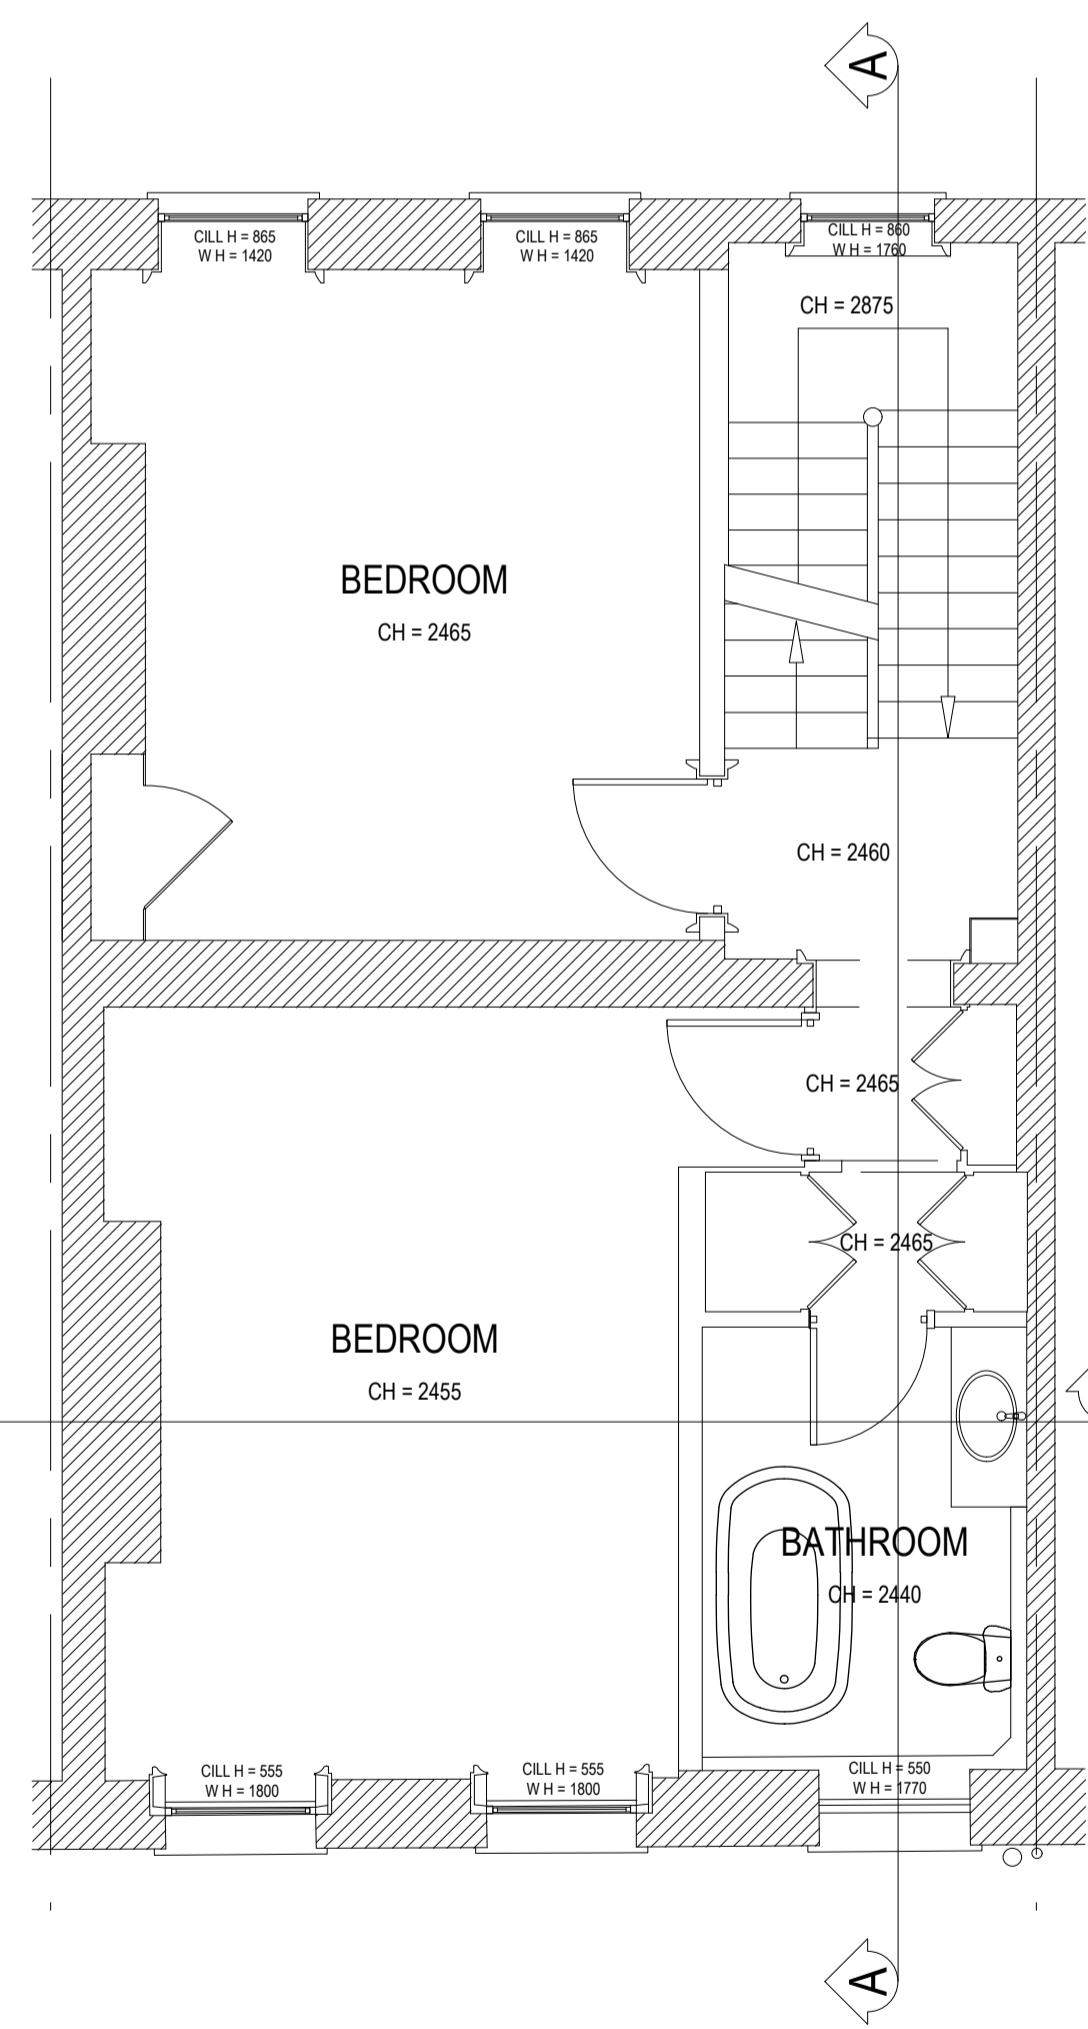 A
CILL H = 865
W H = 1420
CILL H = 865
W H = 1420
CILL H = 860
W H = 1760
CH = 2875
BEDROOM
CH = 2465
CH = 2460
CH = 2465
CH = 2465
BEDROOM
CH = 2455
BATHROOM
CH = 2440
CILL H = 555
W H = 1800
CILL H = 555
W H = 1800
CILL H = 550
W H = 1770
A